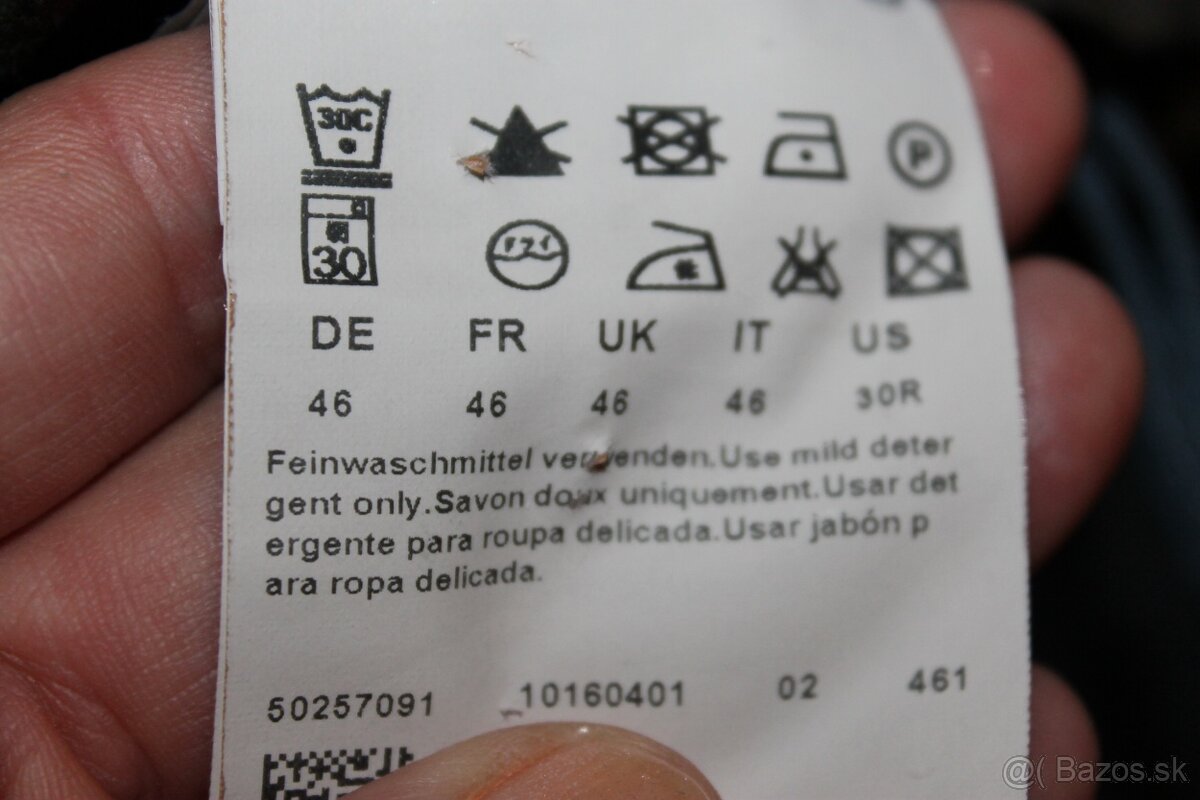 30C
P
30
DE FR UK IT US
46 46 46 46 30R
Feinwaschmittel verwenden.Use mild deter
gent only.Savon doux uniquement.Usar det
ergente para roupa delicada.Usar jabón p
ara ropa delicada.
50257091 10160401 02 461
@( Bazos.sk